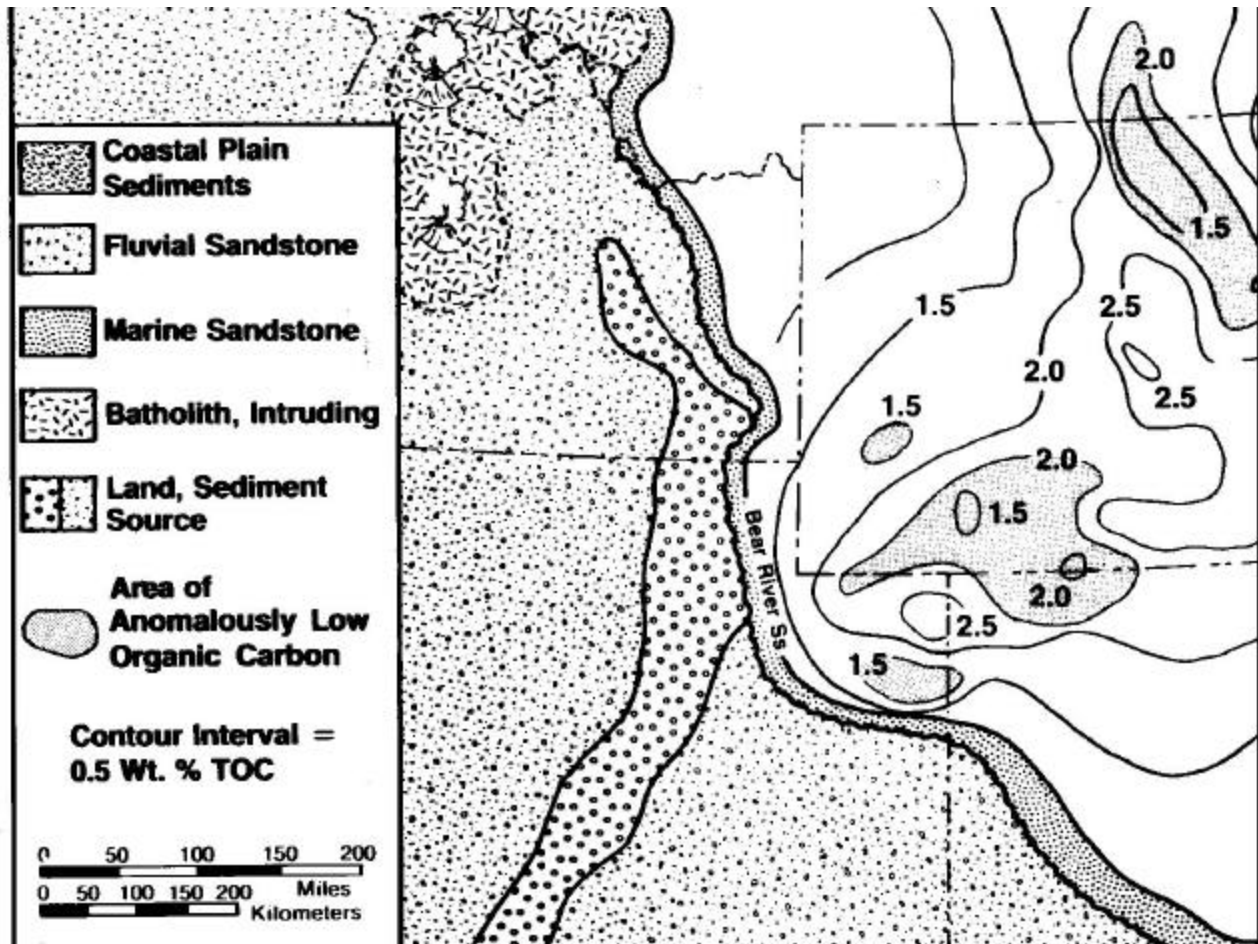 Coastal Plain
Sediments
Fluvial Sandstone
Marine Sandstone
Batholith, Intruding
Land, Sediment
Source
Area of
Anomalously Low
Organic Carbon
Contour Interval =
0.5 Wt. % TOC
0 50 100 150 200
Miles
0 50 100 150 200
Kilometers
2.0
1.5
2.5
1.5
2.0
2.5
1.5
2.0
1.5
2.0
2.5
1.5
Bear River Ss